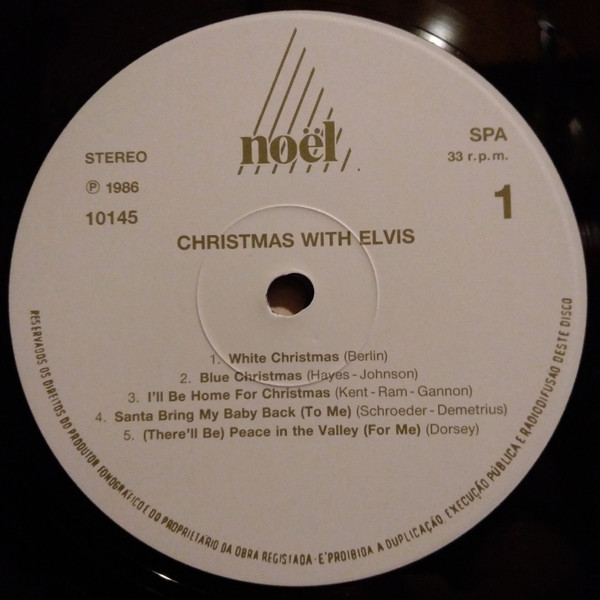 noël
STEREO
SPA
℗ 1986
33 r.p.m.
10145
1
CHRISTMAS WITH ELVIS
1. White Christmas (Berlin)
2. Blue Christmas (Hayes-Johnson)
3. I'll Be Home For Christmas (Kent-Ram-Gannon)
4. Santa Bring My Baby Back (To Me) (Schroeder-Demetrius)
5. (There'll Be) Peace in the Valley (For Me) (Dorsey)
RESERVADOS OS DIREITOS DO PRODUTOR FONOGRÁFICO E DO PROPRIETARIO DA OBRA REGISTADA-E'PROIBIDA A DUPLICAÇÃO, EXECUÇÃO PÚBLICA E RADIODIFUSÃO DESTE DISCO